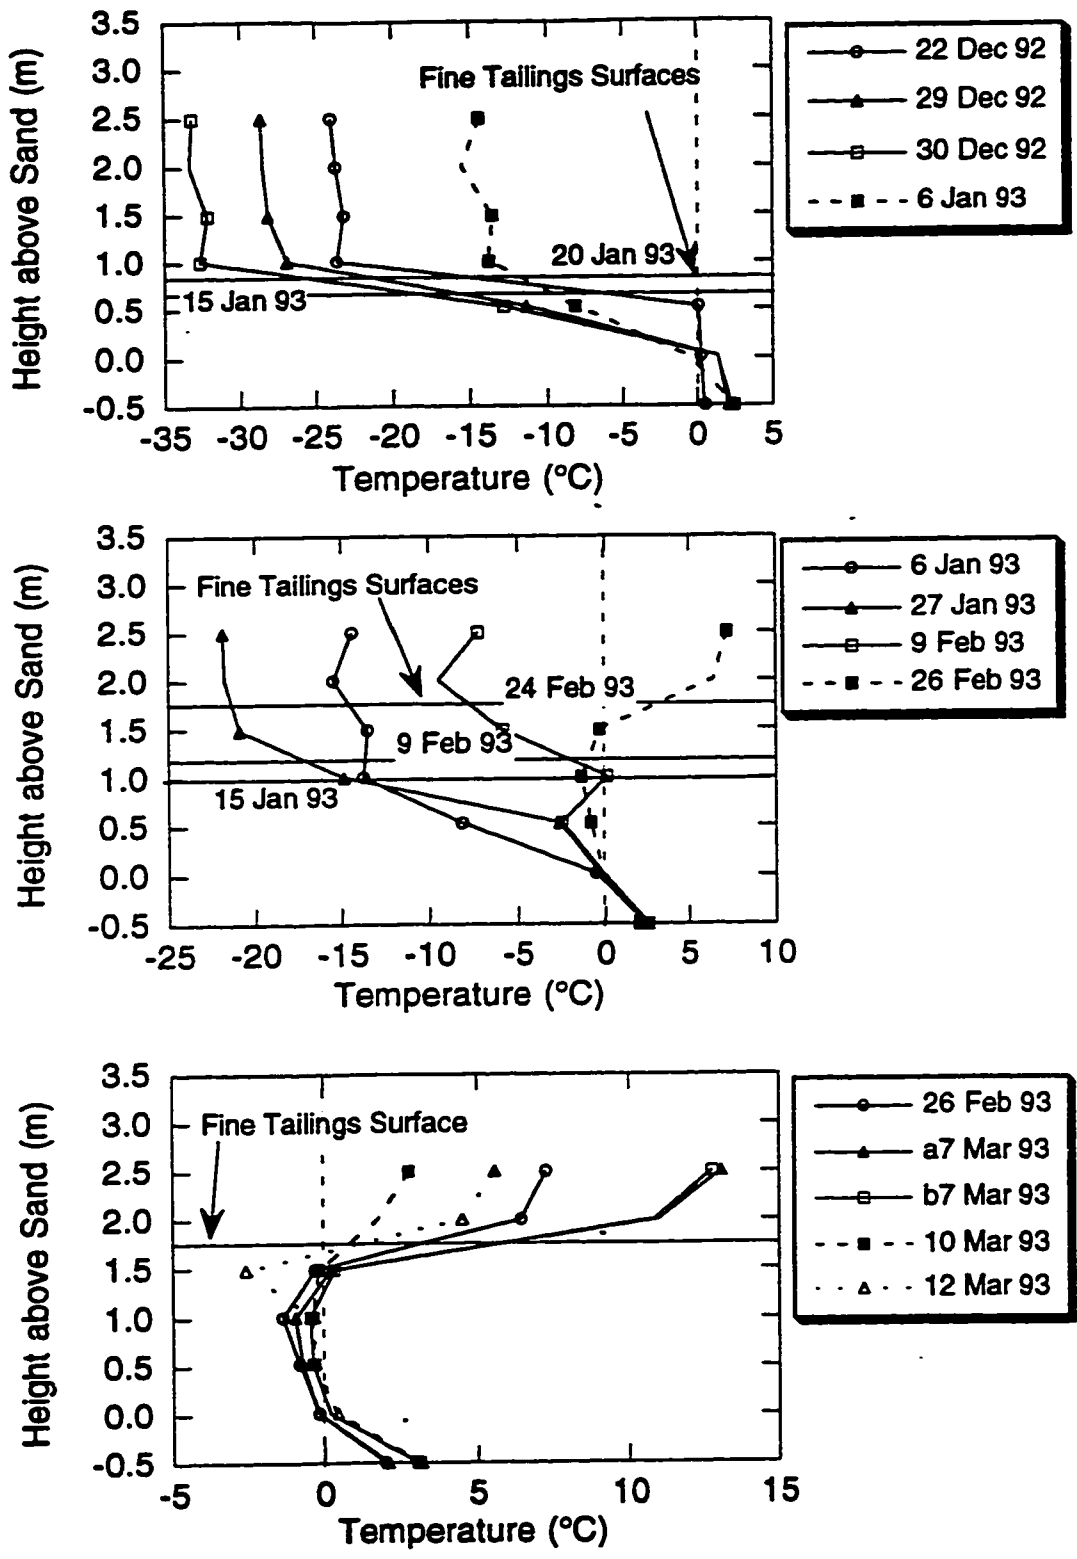 3.5
3.0
2.5
2.0
1.5
1.0
0.5
0.0
-0.5
Height above Sand (m)
Fine Tailings Surfaces
20 Jan 93
15 Jan 93
-35 -30 -25 -20 -15 -10 -5 0 5
Temperature (°C)
22 Dec 92
29 Dec 92
30 Dec 92
6 Jan 93
3.5
3.0
2.5
2.0
1.5
1.0
0.5
0.0
-0.5
Height above Sand (m)
Fine Tailings Surfaces
24 Feb 93
9 Feb 93
15 Jan 93
-25 -20 -15 -10 -5 0 5 10
Temperature (°C)
6 Jan 93
27 Jan 93
9 Feb 93
26 Feb 93
3.5
3.0
2.5
2.0
1.5
1.0
0.5
0.0
-0.5
Height above Sand (m)
Fine Tailings Surface
-5 0 5 10 15
Temperature (°C)
26 Feb 93
a7 Mar 93
b7 Mar 93
10 Mar 93
12 Mar 93